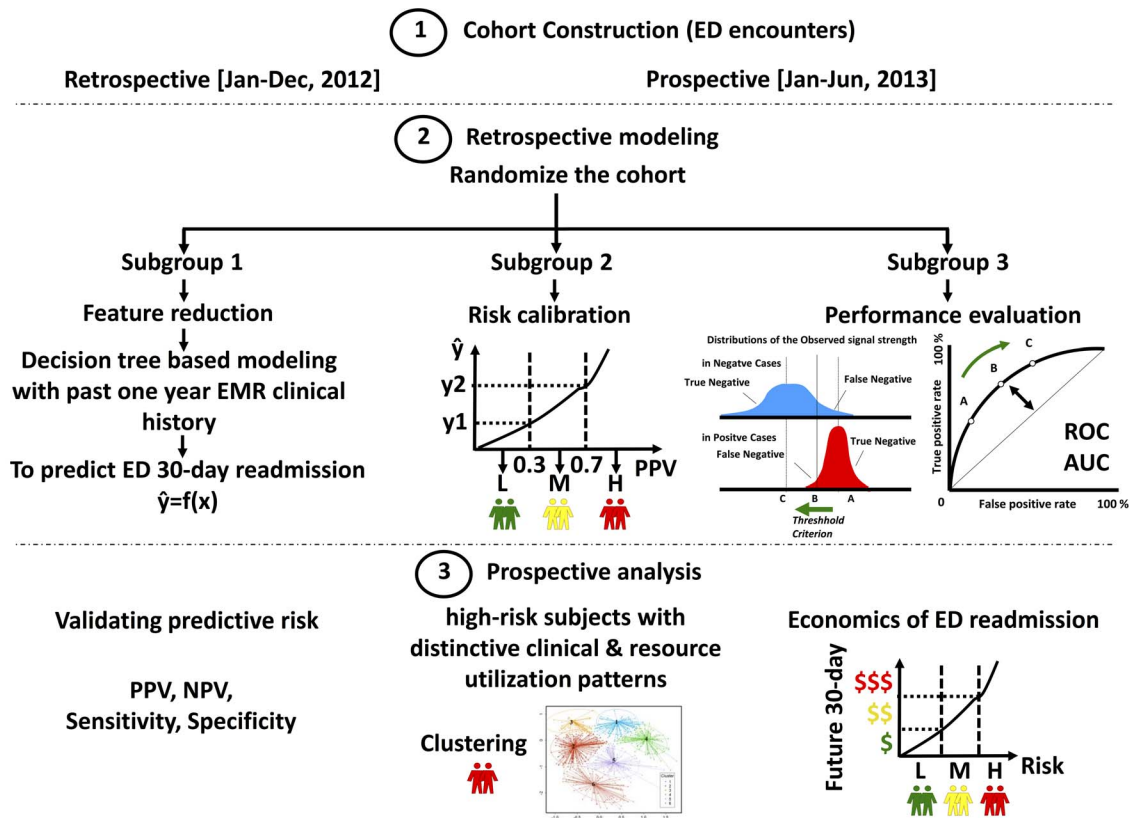 1 Cohort Construction (ED encounters)
Retrospective [Jan-Dec, 2012]
Prospective [Jan-Jun, 2013]
2 Retrospective modeling
Randomize the cohort
Subgroup 1
Feature reduction
Decision tree based modeling
with past one year EMR clinical
history
To predict ED 30-day readmission
ŷ=f(x)
Subgroup 2
Risk calibration
ŷ
y2
y1
0.3 0.7 PPV
L M H
Subgroup 3
Performance evaluation
Distributions of the Observed signal strength
in Negatve Cases
True Negative
False Negative
in Positve Cases
False Negative
True Negative
C B A
Threshhold
Criterion
100 %
True positive rate
A
B
C
ROC
AUC
0
False positive rate
100 %
3 Prospective analysis
Validating predictive risk
PPV, NPV,
Sensitivity, Specificity
high-risk subjects with
distinctive clinical & resource
utilization patterns
Clustering
Cluster
Economics of ED readmission
Future 30-day
$$$
$$
$
L M H Risk